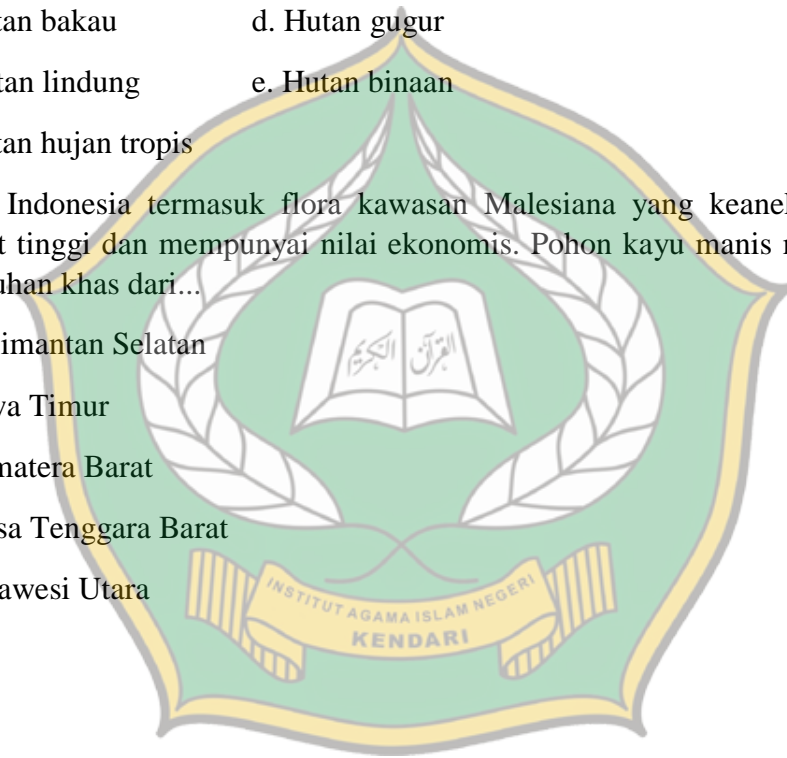 tan bakau d. Hutan gugur
tan lindung e. Hutan binaan
tan hujan tropis
Indonesia termasuk flora kawasan Malesiana yang keanel
t tinggi dan mempunyai nilai ekonomis. Pohon kayu manis
uhan khas dari...
القرآن الكريم
imantan Selatan
a Timur
matera Barat
sa Tenggara Barat
awesi Utara
INSTITUT AGAMA ISLAM NEGERI
KENDARI